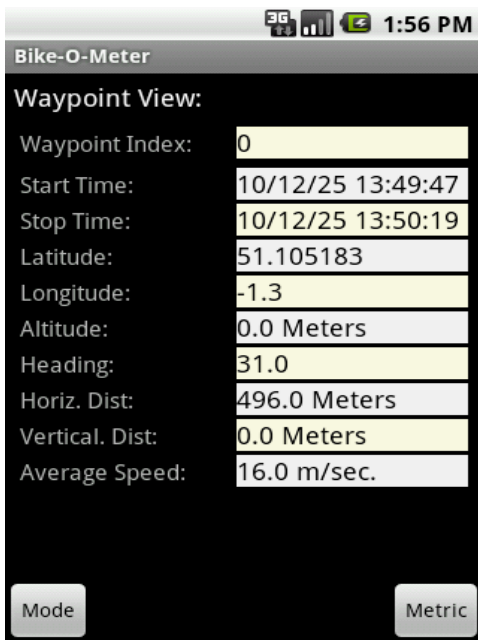 3G 1:56 PM
Bike-O-Meter
Waypoint View:
Waypoint Index: 0
Start Time: 10/12/25 13:49:47
Stop Time: 10/12/25 13:50:19
Latitude: 51.105183
Longitude: -1.3
Altitude: 0.0 Meters
Heading: 31.0
Horiz. Dist: 496.0 Meters
Vertical. Dist: 0.0 Meters
Average Speed: 16.0 m/sec.
Mode Metric